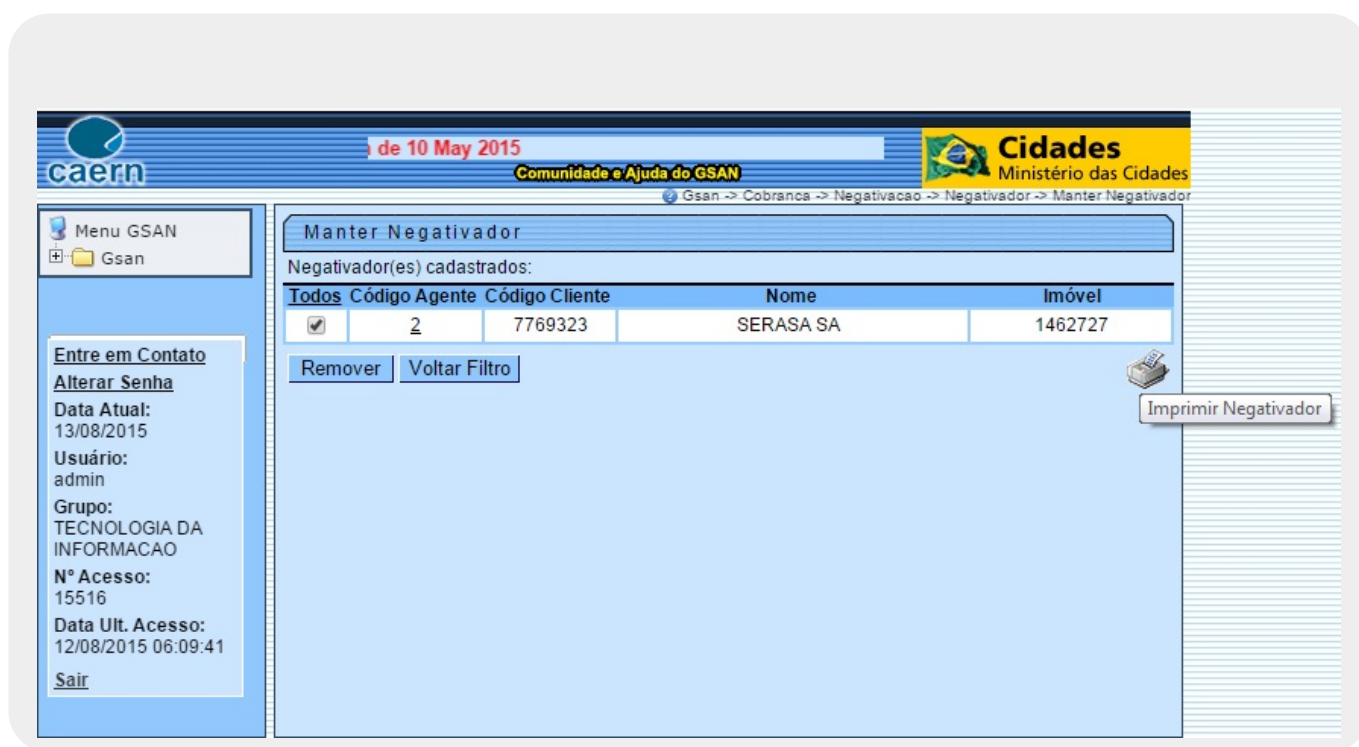 caern
de 10 May 2015
Comunidade e Ajuda do GSAN
Cidades
Ministério das Cidades
Gsan -> Cobranca -> Negativacao -> Negativador -> Manter Negativador
Menu GSAN
Gsan
Entre em Contato
Alterar Senha
Data Atual:
13/08/2015
Usuário:
admin
Grupo:
TECNOLOGIA DA
INFORMACAO
Nº Acesso:
15516
Data Ult. Acesso:
12/08/2015 06:09:41
Sair
Manter Negativador
Negativador(es) cadastrados:
Todos Código Agente Código Cliente Nome Imóvel
2 7769323 SERASA SA 1462727
Remover Voltar Filtro
Imprimir Negativador